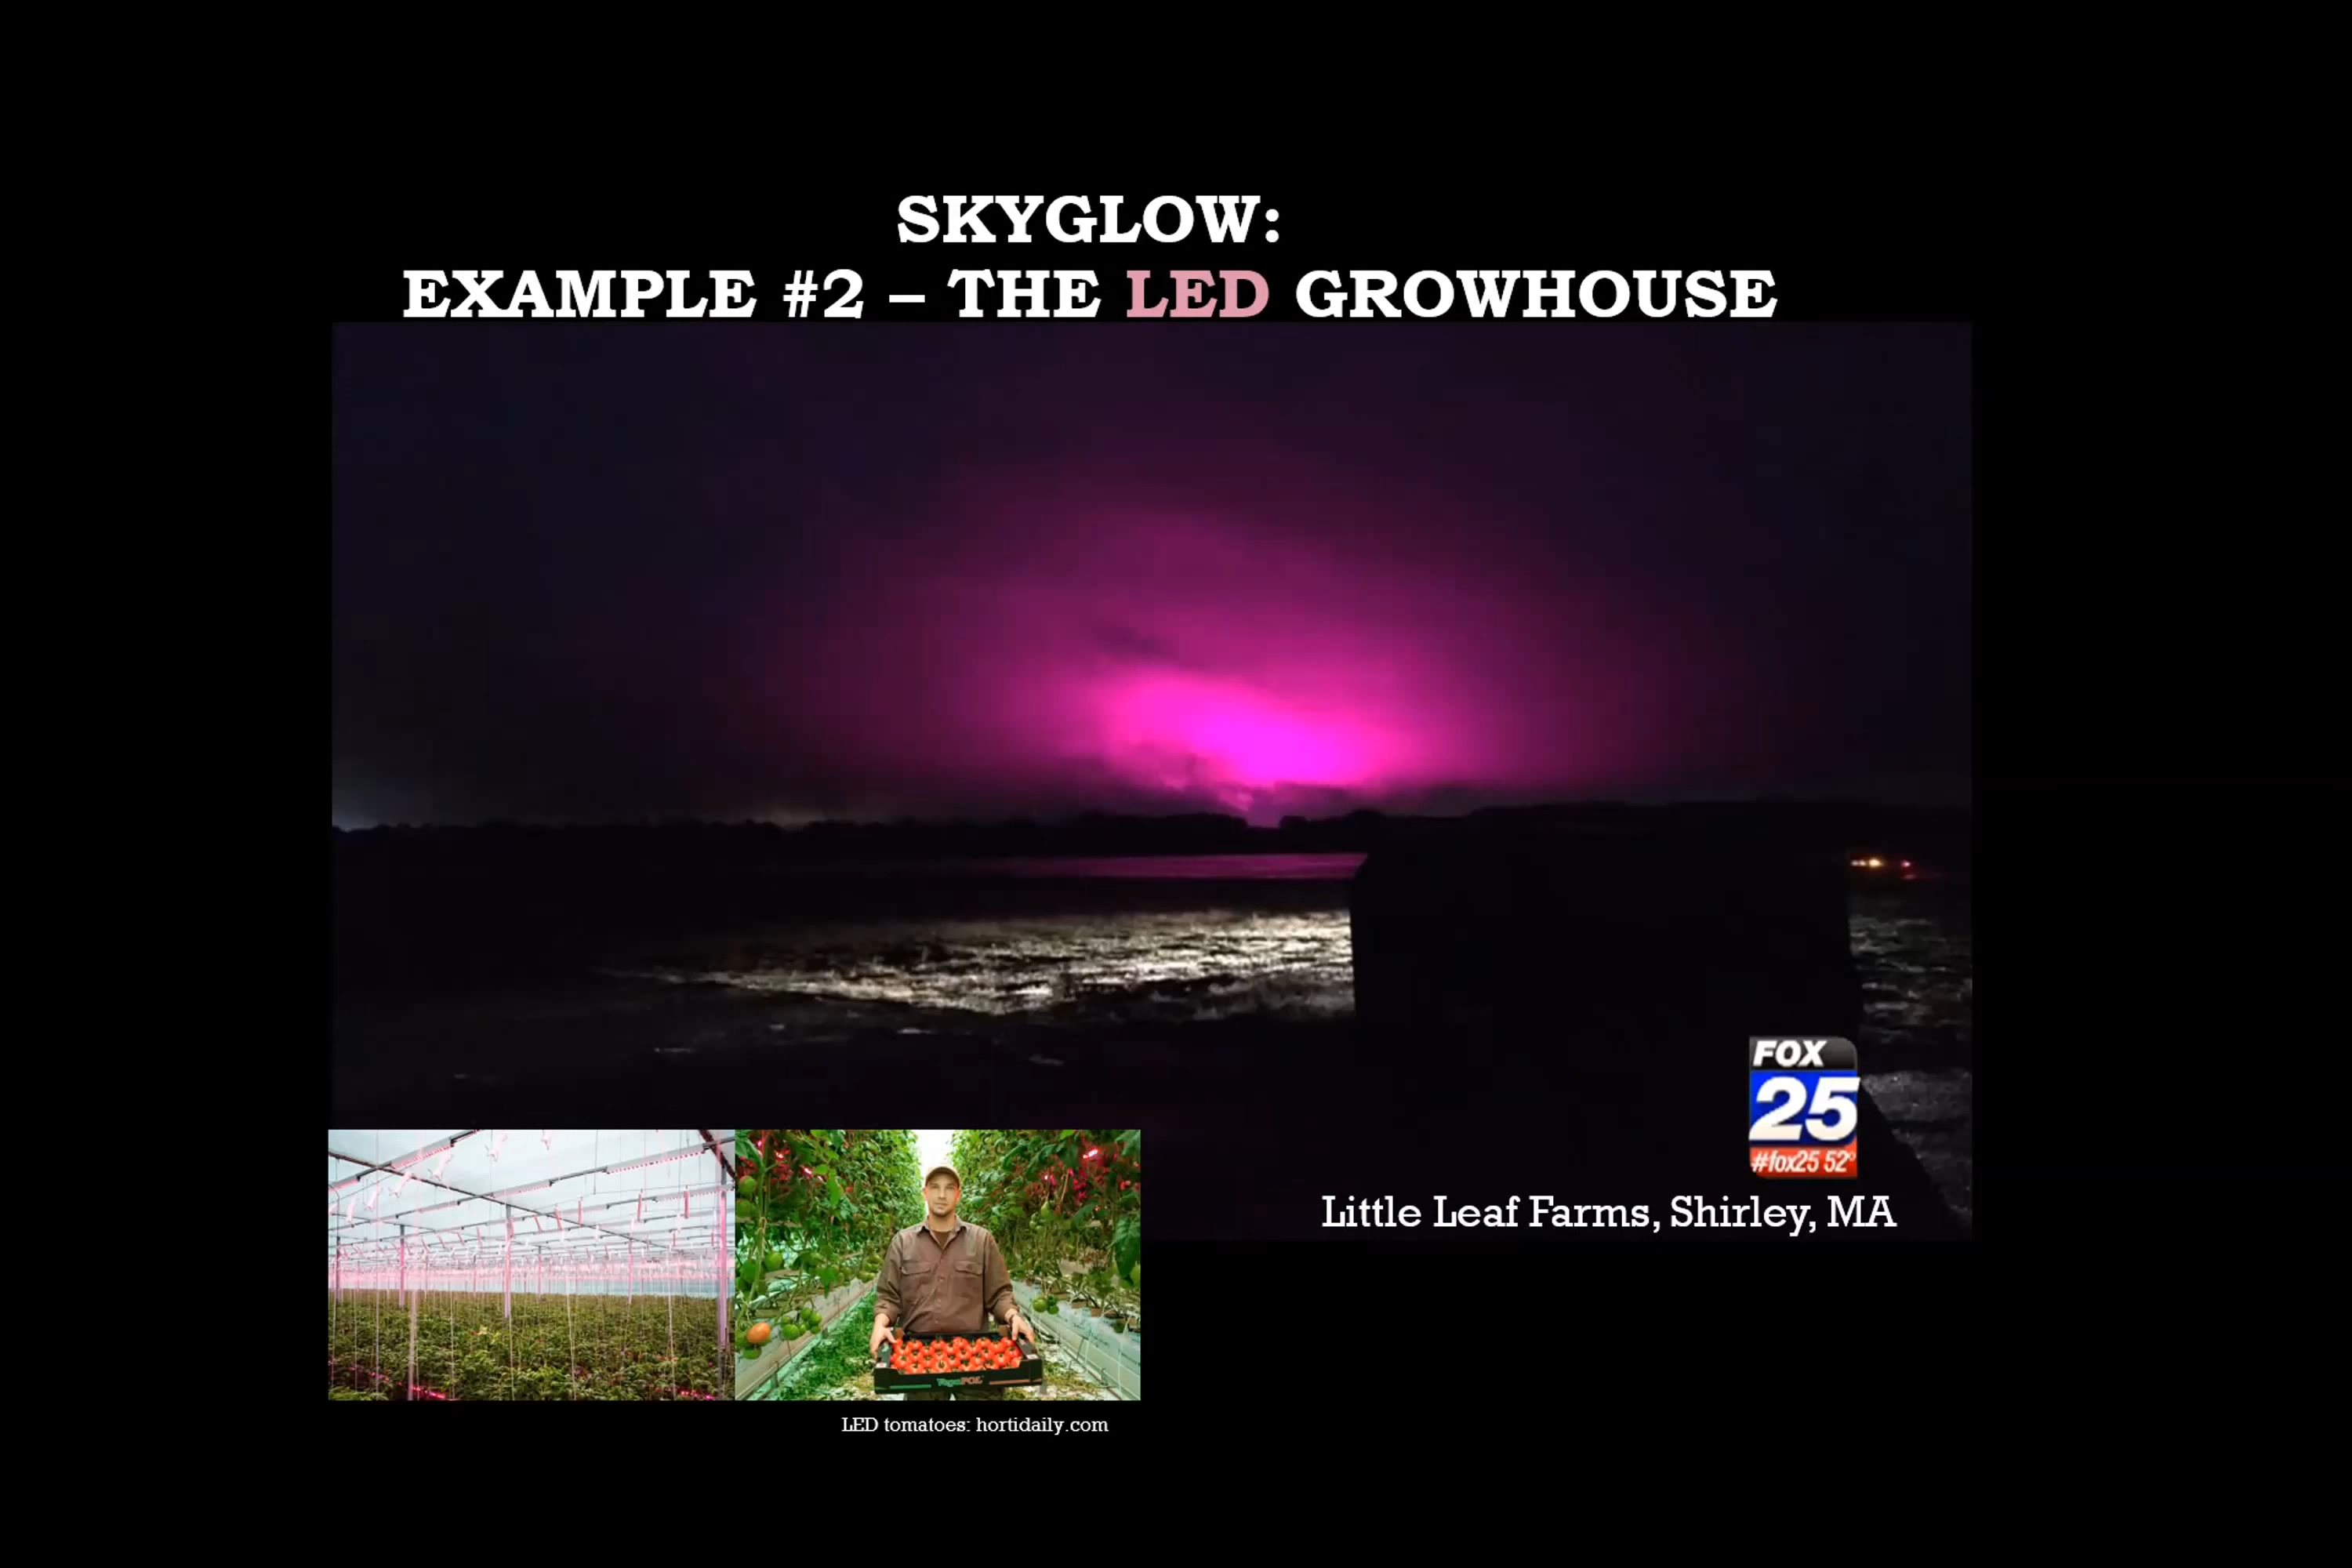 SKYGLOW:
EXAMPLE #2 – THE LED GROWHOUSE
FOX
25
#fox25 52°
Little Leaf Farms, Shirley, MA
LED tomatoes: hortidaily.com